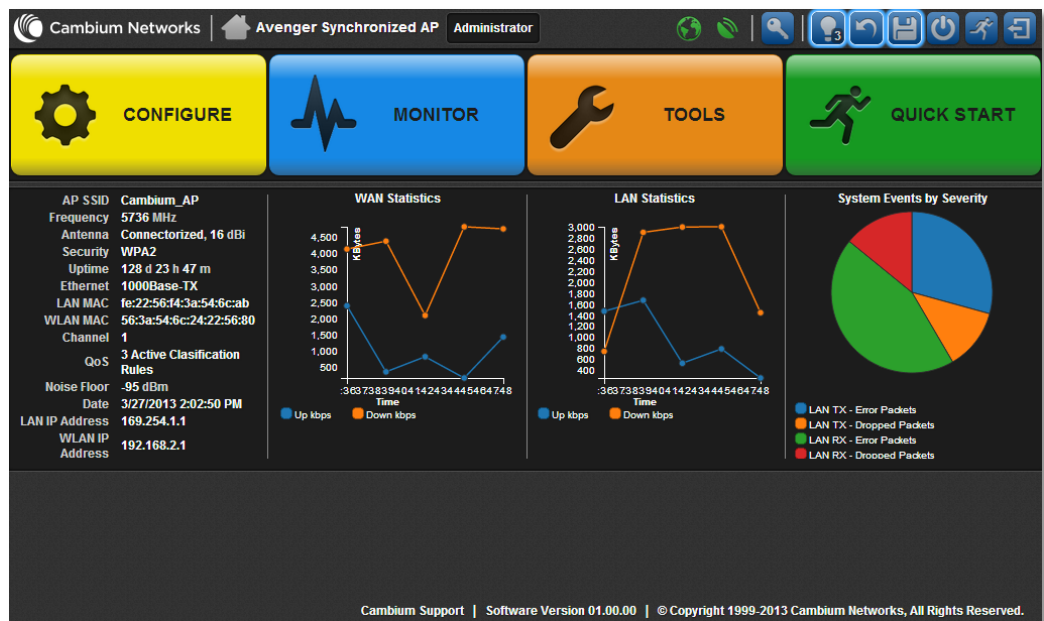 Cambium Networks
Avenger Synchronized AP
Administrator
3
CONFIGURE
MONITOR
TOOLS
QUICK START
AP SSID Cambium_AP
Frequency 5736 MHz
Antenna Connectorized, 16 dBi
Security WPA2
Uptime 128 d 23 h 47 m
Ethernet 1000Base-TX
LAN MAC fe:22:56:f4:3a:54:6c:ab
WLAN MAC 56:3a:54:6c:24:22:56:80
Channel 1
QoS 3 Active Clasification
Rules
Noise Floor -95 dBm
Date 3/27/2013 2:02:50 PM
LAN IP Address 169.254.1.1
WLAN IP
Address 192.168.2.1
WAN Statistics
KBytes
4,500
4,000
3,500
3,000
2,500
2,000
1,500
1,000
500
:36373839404142434445464748
Time
Up kbps
Down kbps
LAN Statistics
KBytes
3,000
2,800
2,600
2,400
2,200
2,000
1,800
1,600
1,400
1,200
1,000
800
600
400
:36373839404142434445464748
Time
Up kbps
Down kbps
System Events by Severity
LAN TX - Error Packets
LAN TX - Dropped Packets
LAN RX - Error Packets
LAN RX - Dropped Packets
Cambium Support | Software Version 01.00.00 | © Copyright 1999-2013 Cambium Networks, All Rights Reserved.